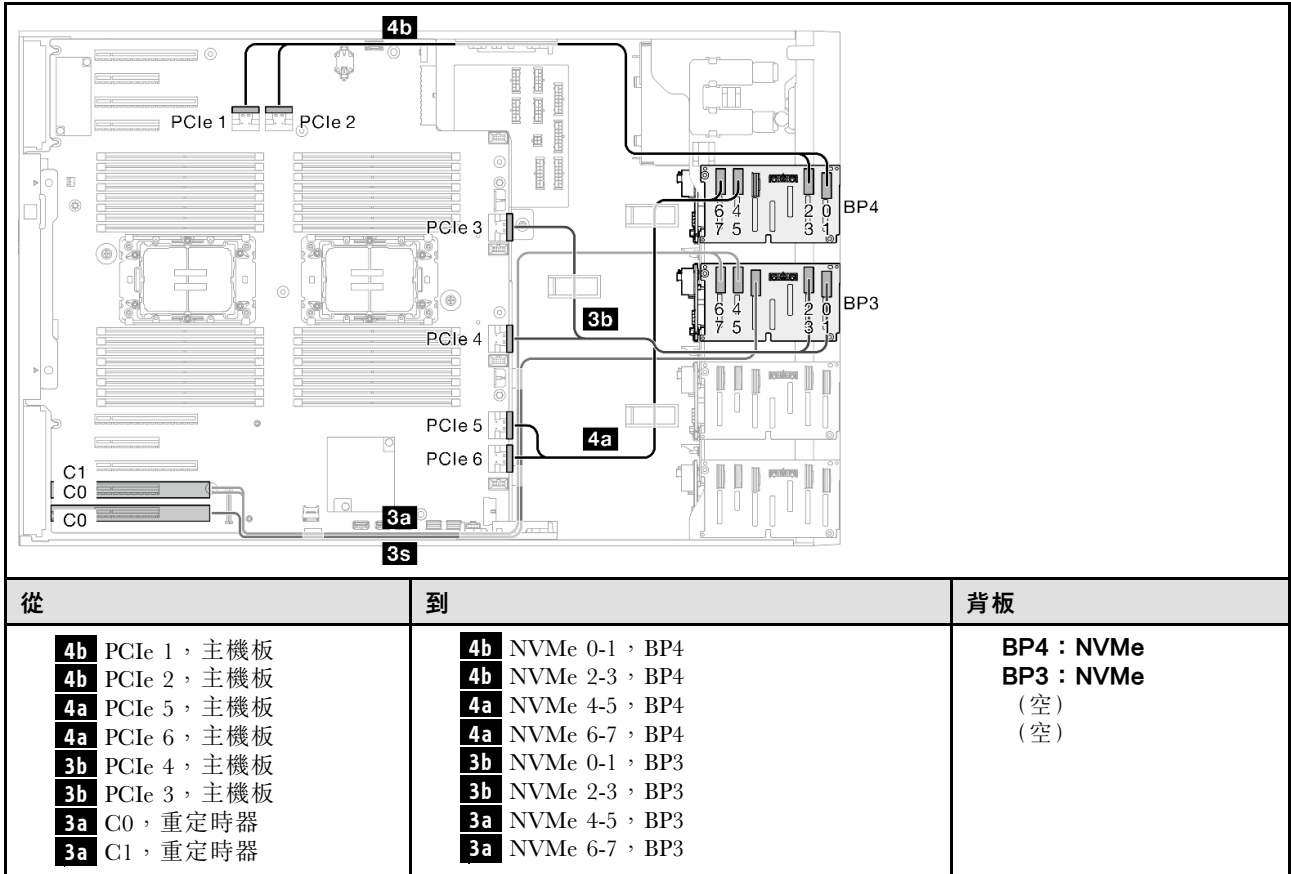 4b
PCIe 1
PCIe 2
PCIe 3
6 4 2 0
7 5 3 1
BP4
3b
6 4 2 0
7 5 3 1
BP3
PCIe 4
PCIe 5
4a
PCIe 6
C1
C0
C0
3a
3s
從 到 背板
4b PCIe 1，主機板
4b PCIe 2，主機板
4a PCIe 5，主機板
4a PCIe 6，主機板
3b PCIe 4，主機板
3b PCIe 3，主機板
3a C0，重定時器
3a C1，重定時器
4b NVMe 0-1，BP4
4b NVMe 2-3，BP4
4a NVMe 4-5，BP4
4a NVMe 6-7，BP4
3b NVMe 0-1，BP3
3b NVMe 2-3，BP3
3a NVMe 4-5，BP3
3a NVMe 6-7，BP3
BP4：NVMe
BP3：NVMe
（空）
（空）